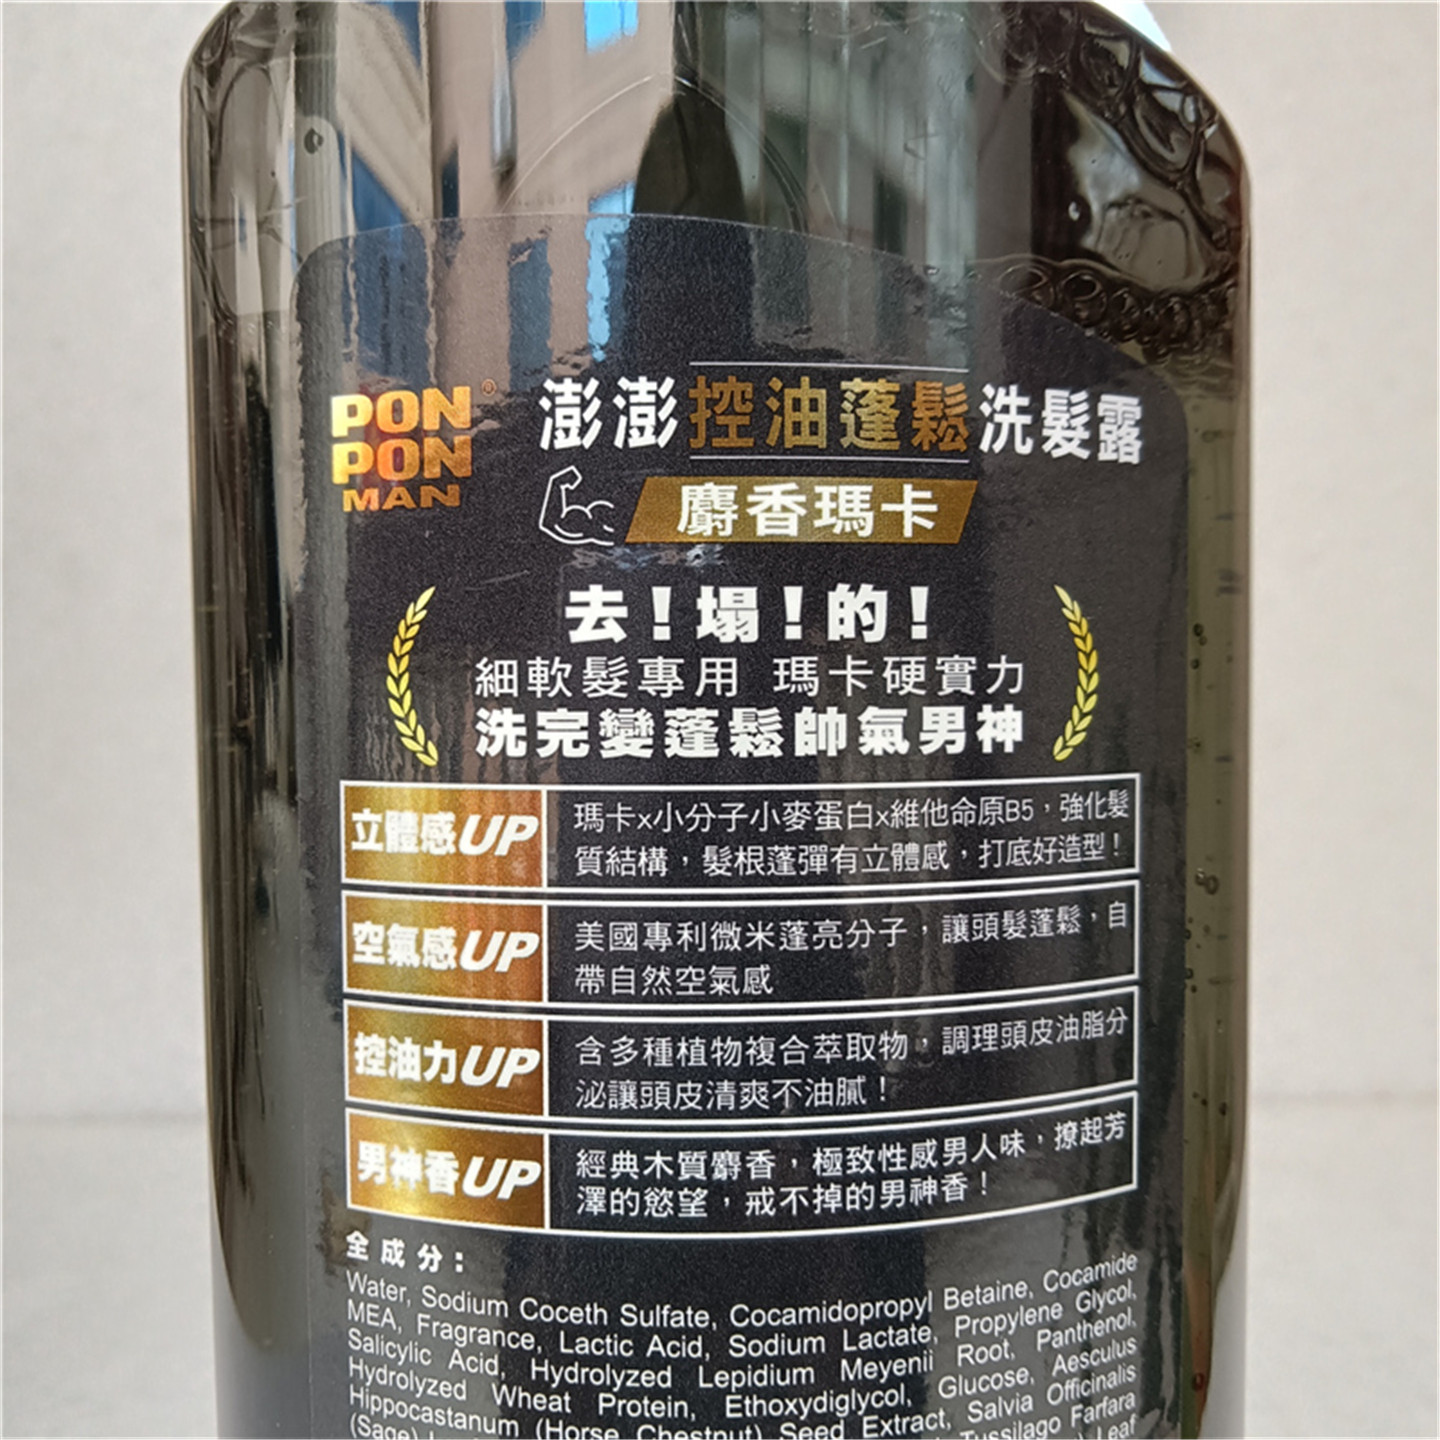 PON
PON
MAN
®
澎澎控油蓬鬆洗髮露
麝香瑪卡
去！塌！的！
細軟髮專用 瑪卡硬實力
洗完變蓬鬆帥氣男神
立體感UP
瑪卡x小分子小麥蛋白x維他命原B5，強化髮
質結構，髮根蓬彈有立體感，打底好造型！
空氣感UP
美國專利微米蓬亮分子，讓頭髮蓬鬆，自
帶自然空氣感
控油力UP
含多種植物複合萃取物，調理頭皮油脂分
泌讓頭皮清爽不油膩！
男神香UP
經典木質麝香，極致性感男人味，撩起芳
澤的慾望，戒不掉的男神香！
全成分：
Water, Sodium Coceth Sulfate, Cocamidopropyl Betaine, Cocamide
MEA, Fragrance, Lactic Acid, Sodium Lactate, Propylene Glycol,
Salicylic Acid, Hydrolyzed Lepidium Meyenii Root, Panthenol,
Hydrolyzed Wheat Protein, Ethoxydiglycol, Glucose, Aesculus
Hippocastanum (Horse Chestnut) Seed Extract, Salvia Officinalis
(Sage) Tussilago Farfara
Leaf